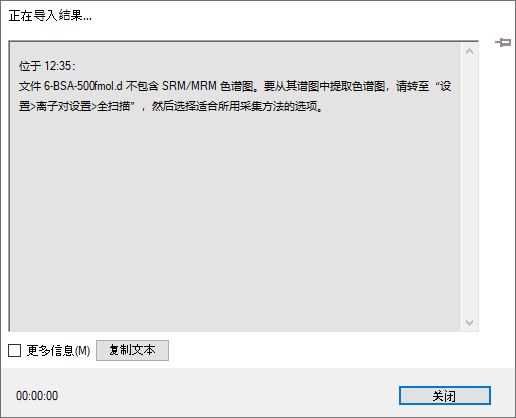 正在导入结果...
位于 12:35:
文件 6-BSA-500fmol.d 不包含 SRM/MRM 色谱图。要从其谱图中提取色谱图，请转至“设
置>离子对设置>全扫描”，然后选择适合所用采集方法的选项。
更多信息(M)
复制文本
00:00:00
关闭